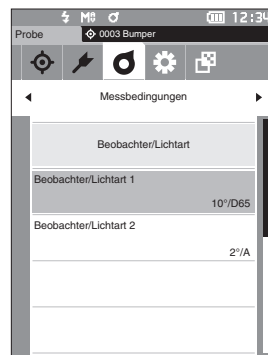 12:34
Probe
0003 Bumper
Messbedingungen
Beobachter/Lichtart
Beobachter/Lichtart 1
10°/D65
Beobachter/Lichtart 2
2°/A